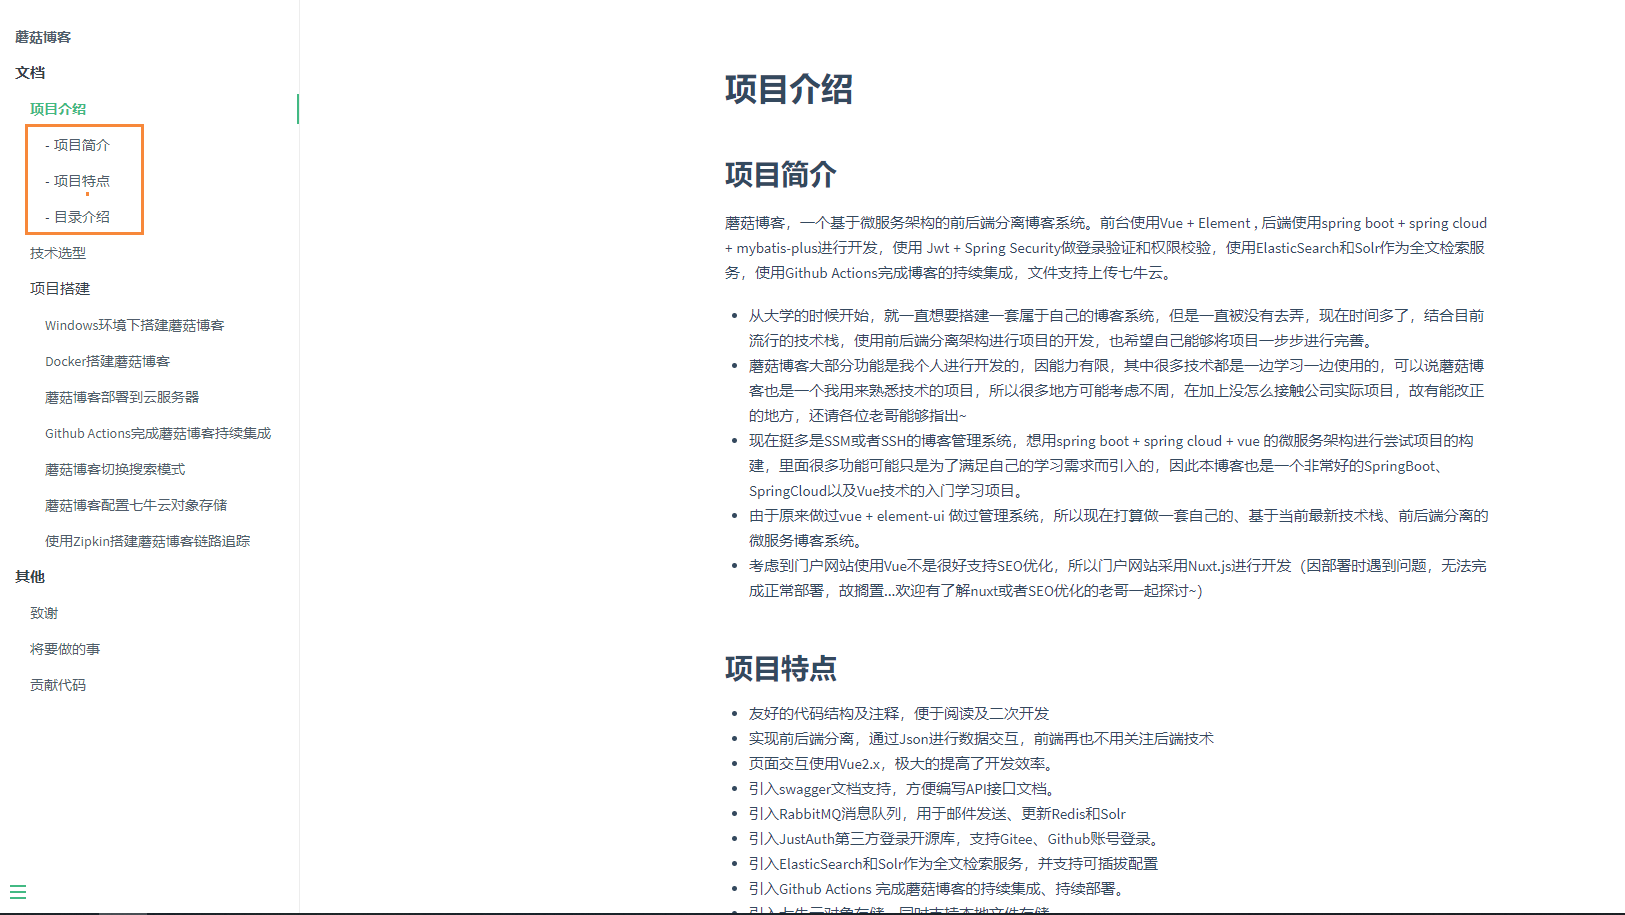 蘑菇博客
文档
项目介绍
- 项目简介
- 项目特点
- 目录介绍
技术选型
项目搭建
Windows环境下搭建蘑菇博客
Docker搭建蘑菇博客
蘑菇博客部署到云服务器
Github Actions完成蘑菇博客持续集成
蘑菇博客切换搜索模式
蘑菇博客配置七牛云对象存储
使用Zipkin搭建蘑菇博客链路追踪
其他
致谢
将要做的事
贡献代码
项目介绍
项目简介
蘑菇博客，一个基于微服务架构的前后端分离博客系统。前台使用Vue + Element , 后端使用spring boot + spring cloud
+ mybatis-plus进行开发，使用 Jwt + Spring Security做登录验证和权限校验，使用ElasticSearch和Solr作为全文检索服
务，使用Github Actions完成博客的持续集成，文件支持上传七牛云。
• 从大学的时候开始，就一直想要搭建一套属于自己的博客系统，但是一直被没有去弄，现在时间多了，结合目前
流行的技术栈，使用前后端分离架构进行项目的开发，也希望自己能够将项目一步步进行完善。
• 蘑菇博客大部分功能是我个人进行开发的，因能力有限，其中很多技术都是一边学习一边使用的，可以说蘑菇博
客也是一个我用来熟悉技术的项目，所以很多地方可能考虑不周，在加上没怎么接触公司实际项目，故有能改正
的地方，还请各位老哥能够指出~
• 现在挺多是SSM或者SSH的博客管理系统，想用spring boot + spring cloud + vue 的微服务架构进行尝试项目的构
建，里面很多功能可能只是为了满足自己的学习需求而引入的，因此本博客也是一个非常好的SpringBoot、
SpringCloud以及Vue技术的入门学习项目。
• 由于原来做过vue + element-ui 做过管理系统，所以现在打算做一套自己的、基于当前最新技术栈、前后端分离的
微服务博客系统。
• 考虑到门户网站使用Vue不是很好支持SEO优化，所以门户网站采用Nuxt.js进行开发（因部署时遇到问题，无法完
成正常部署，故搁置...欢迎有了解nuxt或者SEO优化的老哥一起探讨~)
项目特点
• 友好的代码结构及注释，便于阅读及二次开发
• 实现前后端分离，通过Json进行数据交互，前端再也不用关注后端技术
• 页面交互使用Vue2.x，极大的提高了开发效率。
• 引入swagger文档支持，方便编写API接口文档。
• 引入RabbitMQ消息队列，用于邮件发送、更新Redis和Solr
• 引入JustAuth第三方登录开源库，支持Gitee、Github账号登录。
• 引入ElasticSearch和Solr作为全文检索服务，并支持可插拔配置
• 引入Github Actions 完成蘑菇博客的持续集成、持续部署。
• 引入七牛云对象存储，同时支持本地文件存储